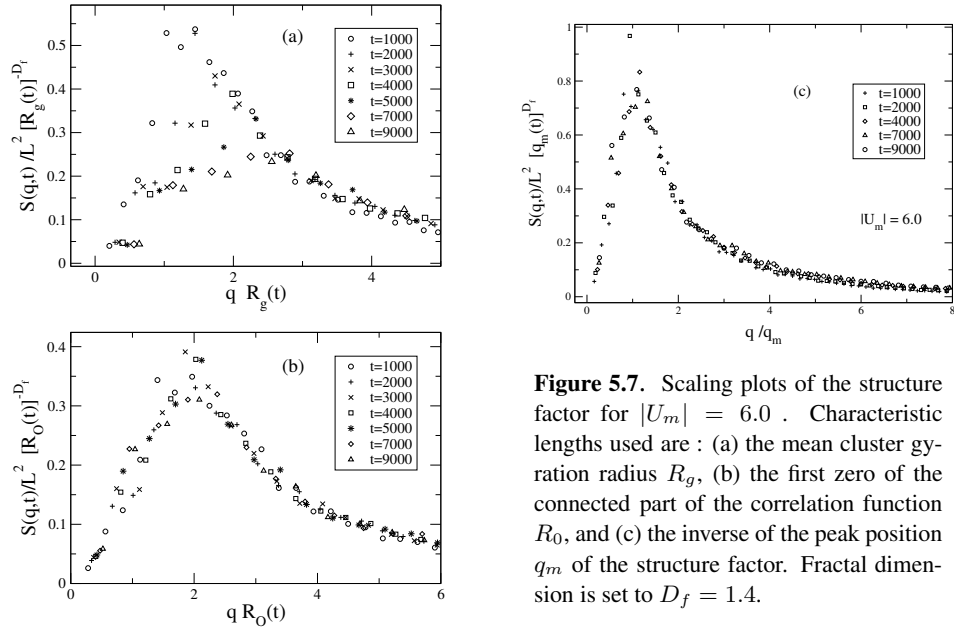 (a)
t=1000
t=2000
t=3000
t=4000
t=5000
t=7000
t=9000
S(q,t) /L² [R_g(t)]^-D_f
0.5
0.4
0.3
0.2
0.1
0
0 2 4
q R_g(t)
(b)
t=1000
t=2000
t=3000
t=4000
t=5000
t=7000
t=9000
S(q,t)/L² [R_O(t)]^-D_f
0.4
0.3
0.2
0.1
0
0 2 4 6
q R_O(t)
(c)
t=1000
t=2000
t=4000
t=7000
t=9000
|U_m| = 6.0
S(q,t)/L² [q_m(t)]^D_f
1
0.8
0.6
0.4
0.2
0
0 2 4 6 8
q /q_m
Figure 5.7. Scaling plots of the structure
factor for |U_m| = 6.0 . Characteristic
lengths used are : (a) the mean cluster gy-
ration radius R_g, (b) the first zero of the
connected part of the correlation function
R_0, and (c) the inverse of the peak position
q_m of the structure factor. Fractal dimen-
sion is set to D_f = 1.4.